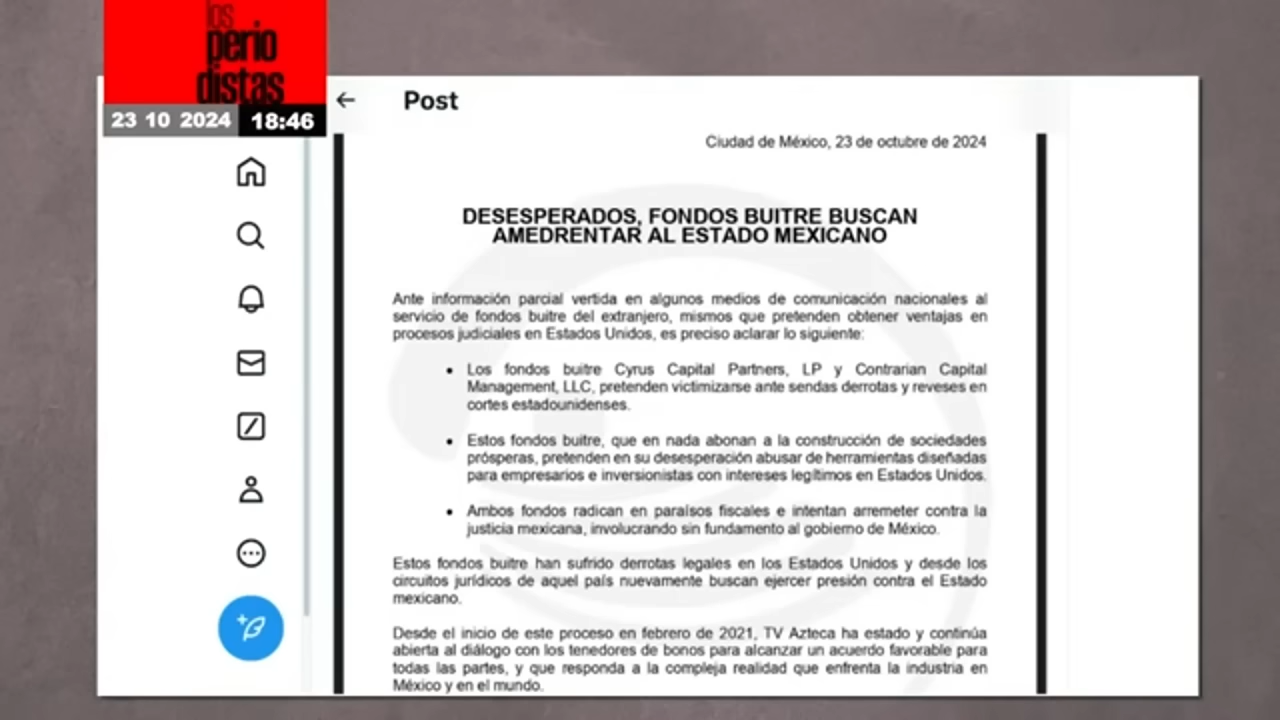 los
perio
distas
23 10 2024 18:46
Post
Ciudad de México, 23 de octubre de 2024
DESESPERADOS, FONDOS BUITRE BUSCAN
AMEDRENTAR AL ESTADO MEXICANO
Ante información parcial vertida en algunos medios de comunicación nacionales al
servicio de fondos buitre del extranjero, mismos que pretenden obtener ventajas en
procesos judiciales en Estados Unidos, es preciso aclarar lo siguiente:
• Los fondos buitre Cyrus Capital Partners, LP y Contrarian Capital
Management, LLC, pretenden victimizarse ante sendas derrotas y reveses en
cortes estadounidenses.
• Estos fondos buitre, que en nada abonan a la construcción de sociedades
prósperas, pretenden en su desesperación abusar de herramientas diseñadas
para empresarios e inversionistas con intereses legítimos en Estados Unidos.
• Ambos fondos radican en paraísos fiscales e intentan arremeter contra la
justicia mexicana, involucrando sin fundamento al gobierno de México.
Estos fondos buitre han sufrido derrotas legales en los Estados Unidos y desde los
circuitos jurídicos de aquel país nuevamente buscan ejercer presión contra el Estado
mexicano.
Desde el inicio de este proceso en febrero de 2021, TV Azteca ha estado y continúa
abierta al diálogo con los tenedores de bonos para alcanzar un acuerdo favorable para
todas las partes, y que responda a la compleja realidad que enfrenta la industria en
México y en el mundo.